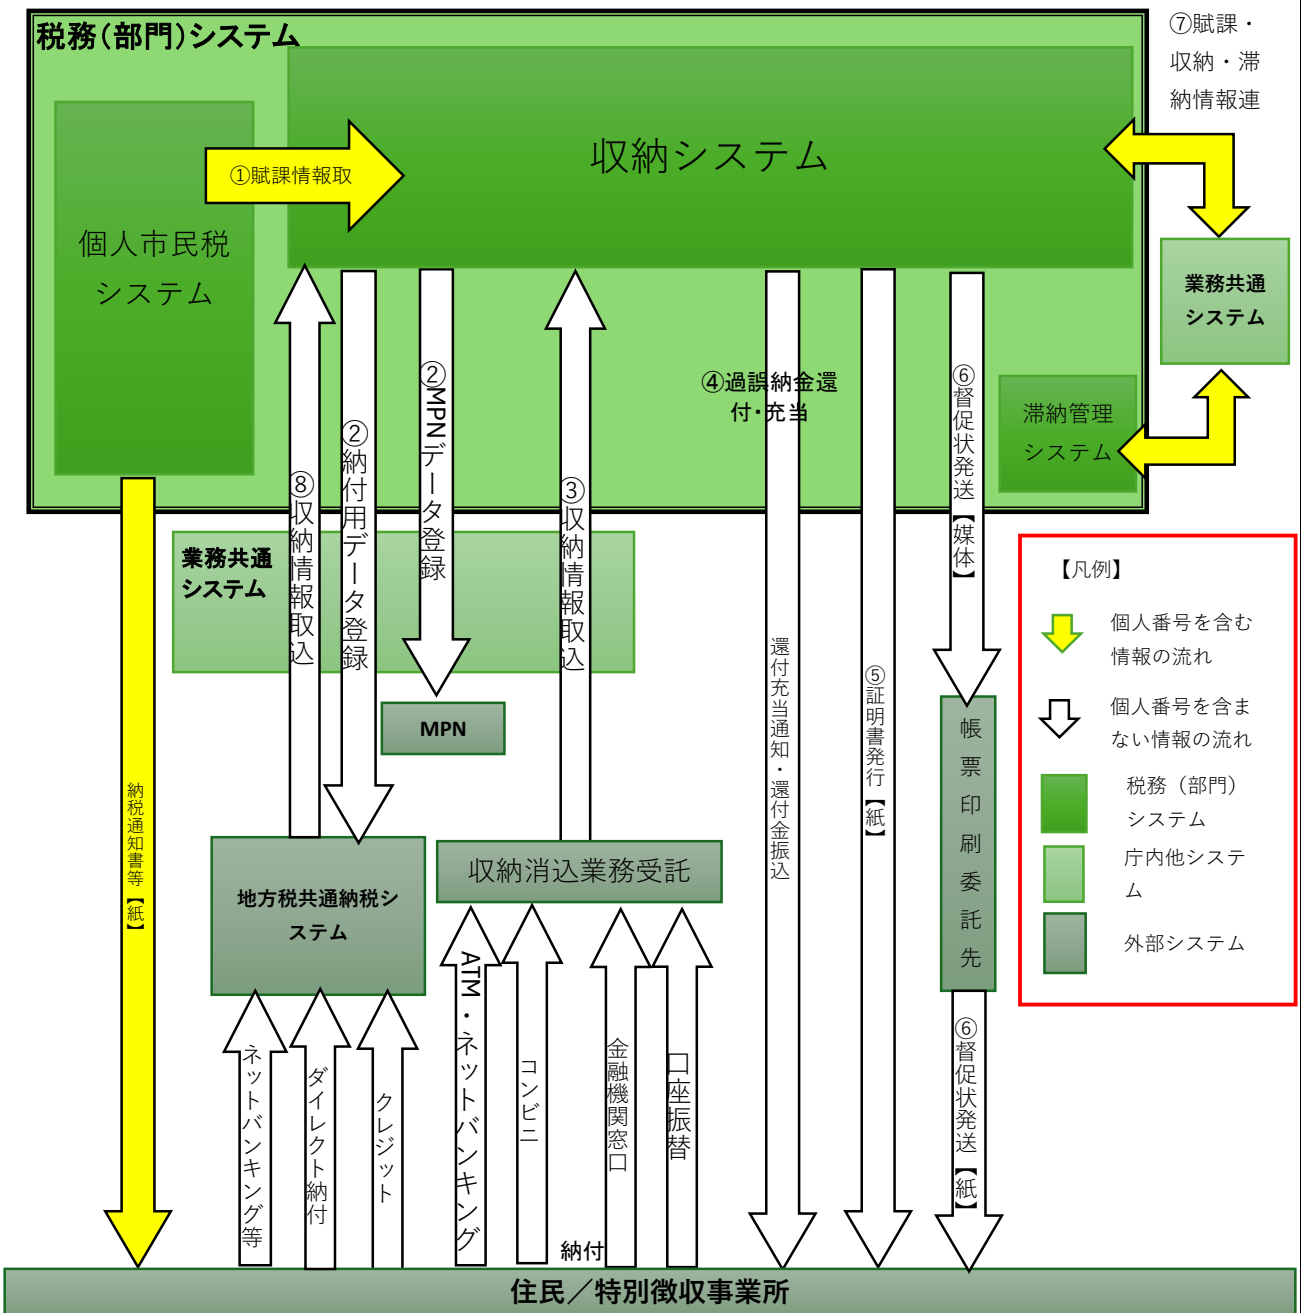 税務（部門）システム
⑦賦課・
収納・滞
納情報連
収納システム
①賦課情報取
個人市民税
システム
業務共通
システム
④過誤納金還
付・充当
滞納管理
システム
⑧収納情報取込
②納付用データ登録
②MPNデータ登録
③収納情報取込
⑥督促状発送【媒体】
業務共通
システム
還付充当通知・還付金振込
⑤証明書発行【紙】
納税通知書等【紙】
MPN
地方税共通納税シ
ステム
収納消込業務受託
帳票印刷委託先
【凡例】
個人番号を含む
情報の流れ
個人番号を含ま
ない情報の流れ
税務（部門）
システム
庁内他システ
ム
外部システム
ネットバンキング等
ダイレクト納付
クレジット
ATM・ネットバンキング
コンビニ
金融機関窓口
口座振替
⑥督促状発送【紙】
納付
住民／特別徴収事業所